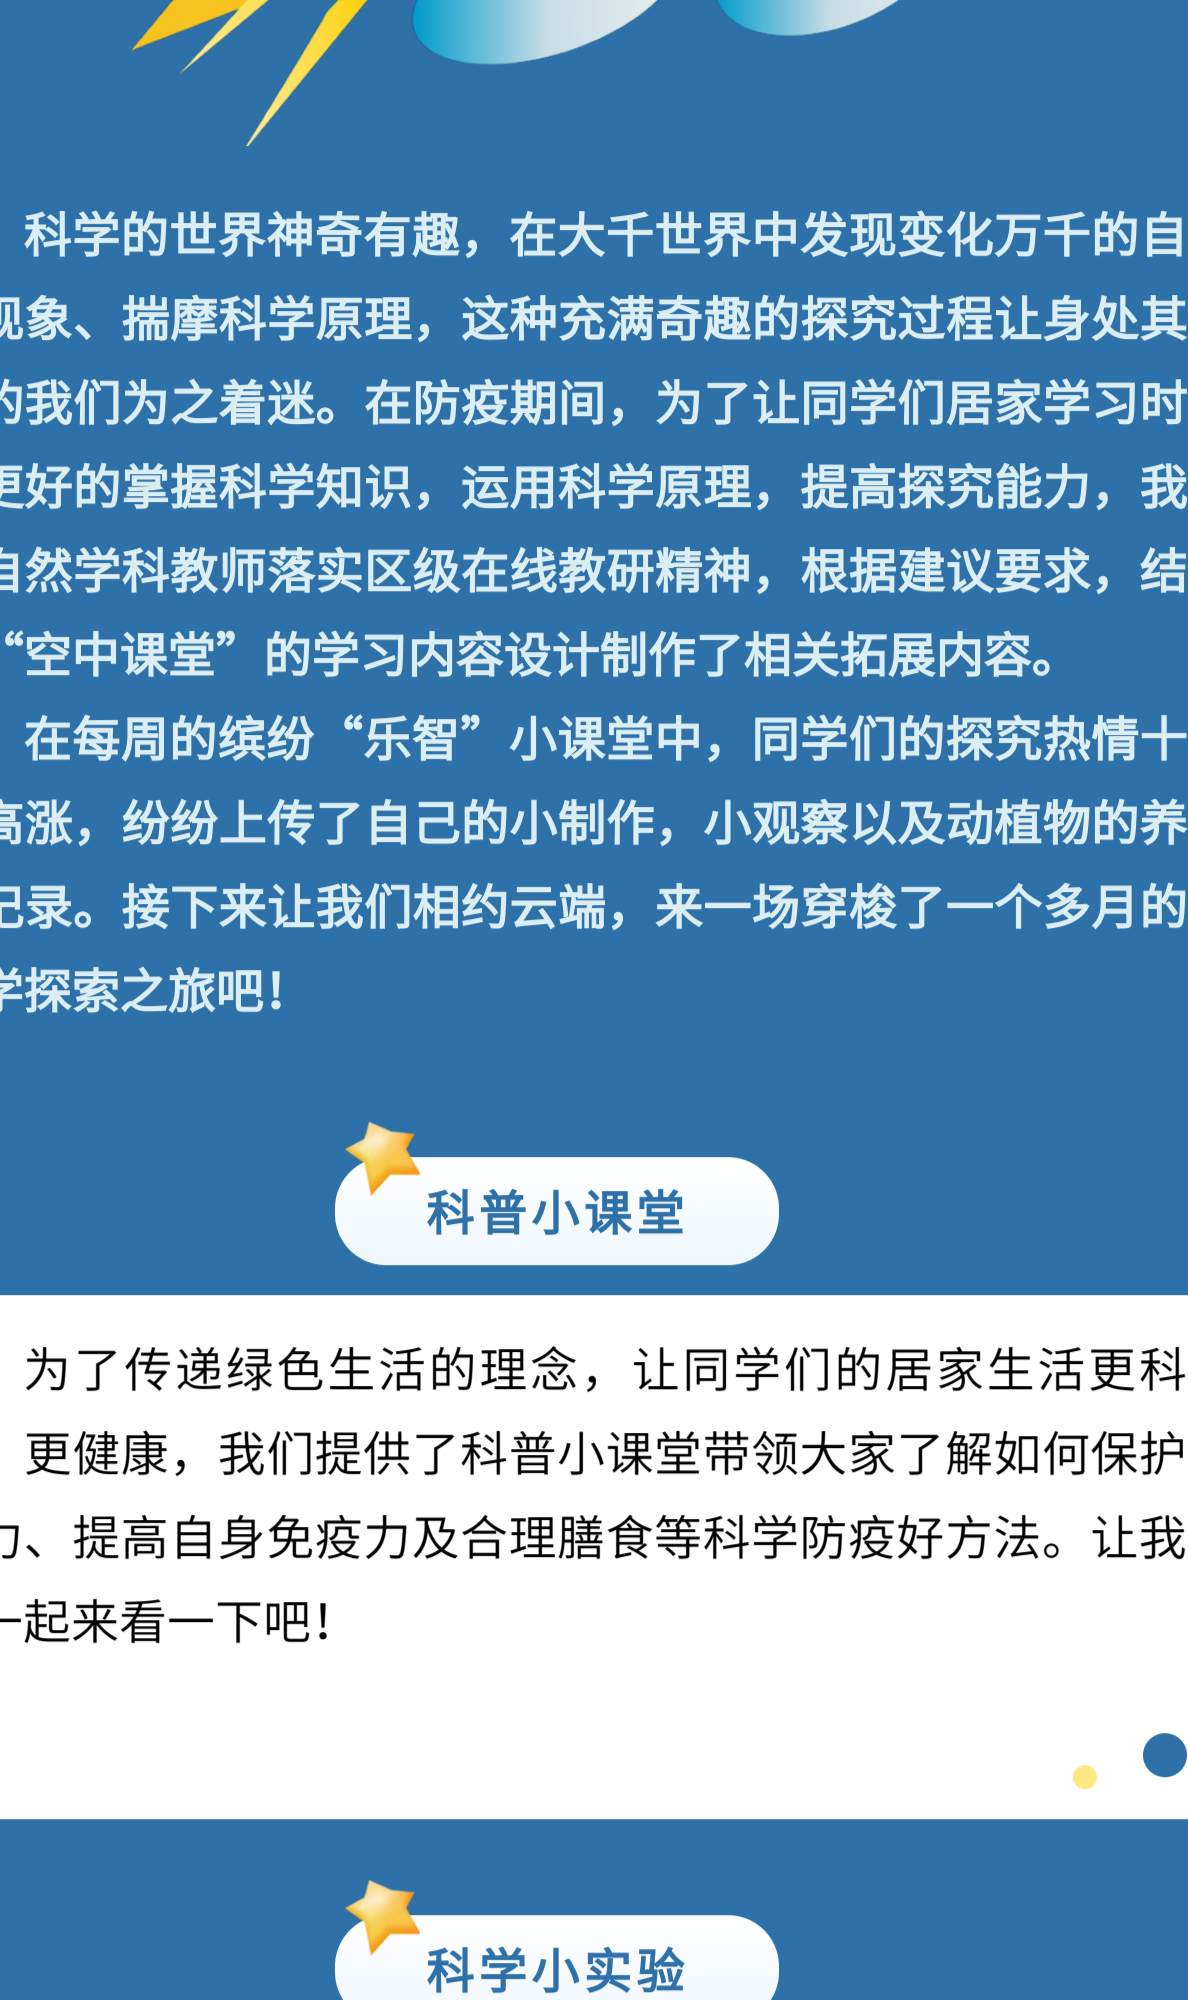 科学的世界神奇有趣，在大千世界中发现变化万千的自
现象、揣摩科学原理，这种充满奇趣的探究过程让身处其
的我们为之着迷。在防疫期间，为了让同学们居家学习时
更好的掌握科学知识，运用科学原理，提高探究能力，我
自然学科教师落实区级在线教研精神，根据建议要求，结
“空中课堂”的学习内容设计制作了相关拓展内容。
在每周的缤纷“乐智”小课堂中，同学们的探究热情十
高涨，纷纷上传了自己的小制作，小观察以及动植物的养
记录。接下来让我们相约云端，来一场穿梭了一个多月的
学探索之旅吧！
科普小课堂
为了传递绿色生活的理念，让同学们的居家生活更科
更健康，我们提供了科普小课堂带领大家了解如何保护
力、提高自身免疫力及合理膳食等科学防疫好方法。让我
一起来看一下吧！
科学小实验